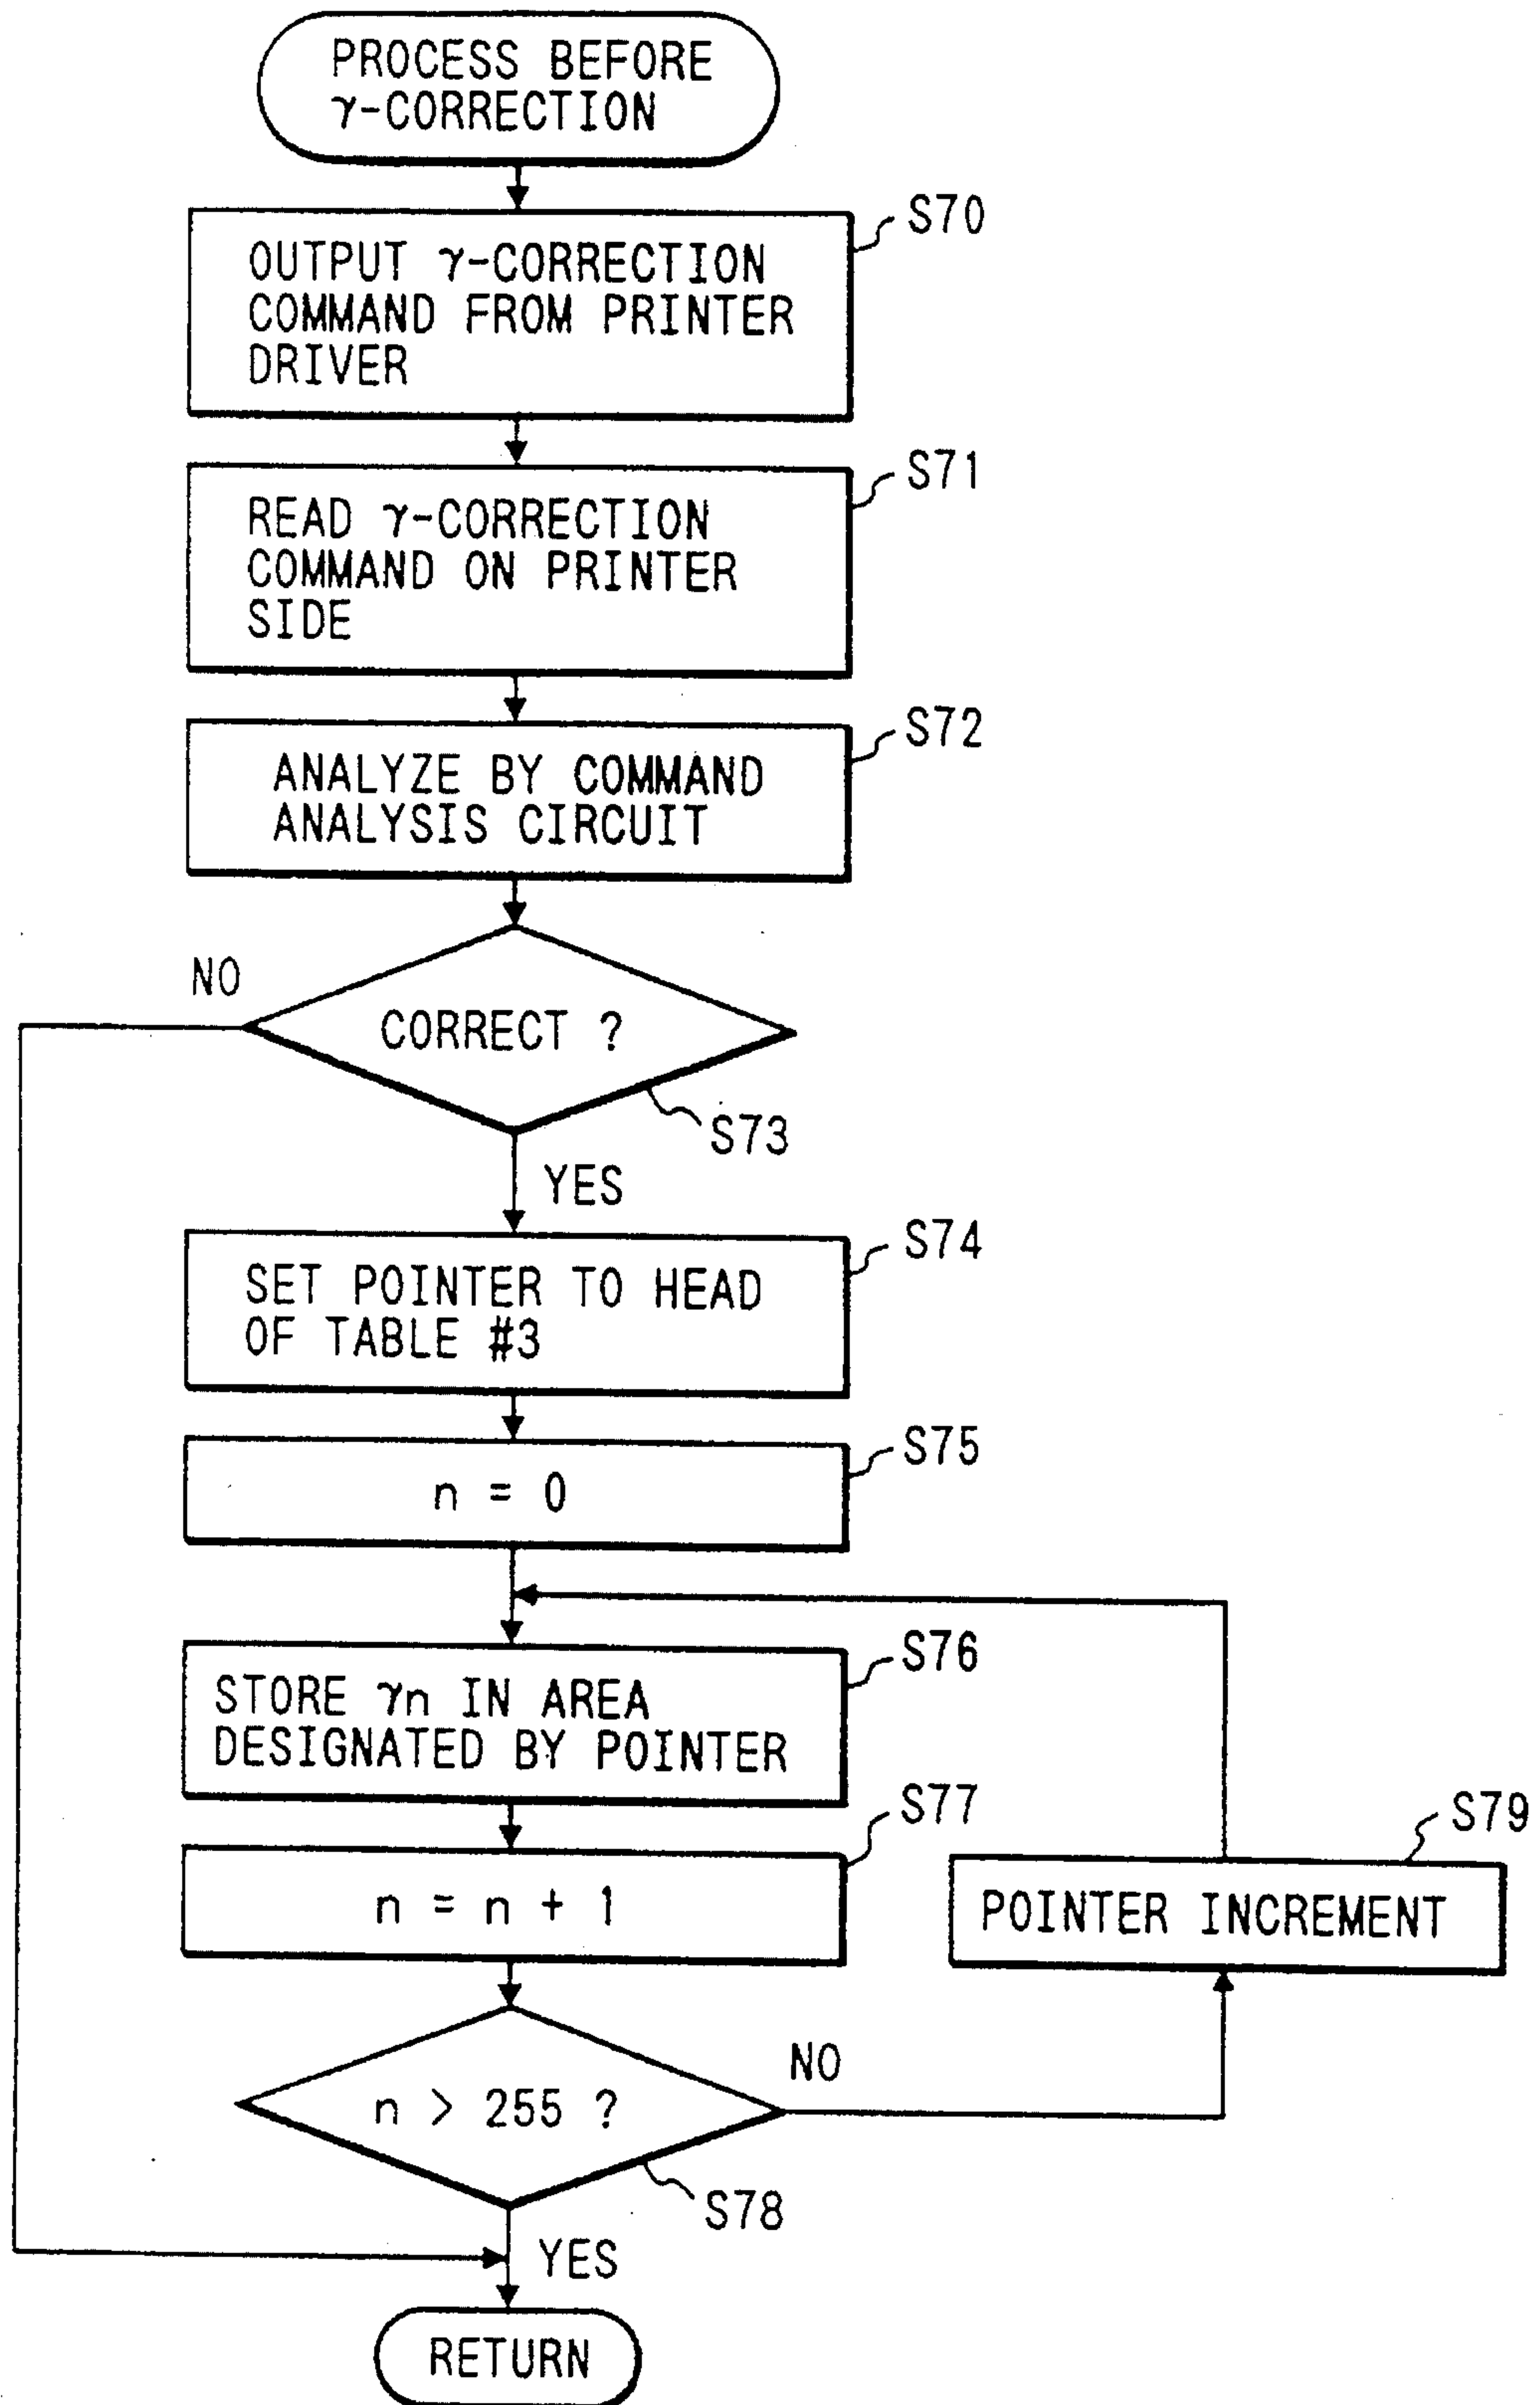 PROCESS BEFORE
γ-CORRECTION
S70
OUTPUT γ-CORRECTION
COMMAND FROM PRINTER
DRIVER
S71
READ γ-CORRECTION
COMMAND ON PRINTER
SIDE
S72
ANALYZE BY COMMAND
ANALYSIS CIRCUIT
NO
CORRECT ?
S73
YES
S74
SET POINTER TO HEAD
OF TABLE #3
S75
n = 0
S76
STORE γn IN AREA
DESIGNATED BY POINTER
S77
n = n + 1
S79
POINTER INCREMENT
NO
n > 255 ?
S78
YES
RETURN